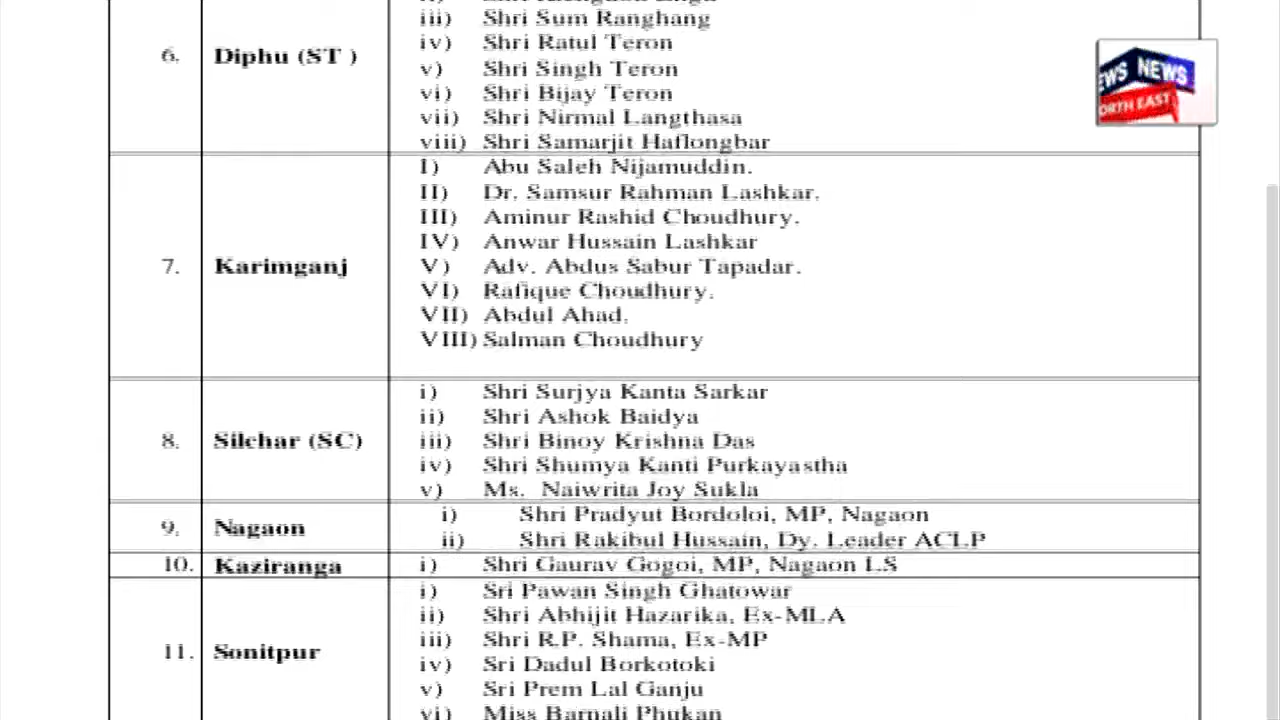 iii) Shri Sum Ranghang
6. Diphu (ST ) iv) Shri Ratul Teron
v) Shri Singh Teron
vi) Shri Bijay Teron
vii) Shri Nirmal Langthasa
viii) Shri Samarjit Haflongbar
NEWS NEWS
NORTH EAST
I) Abu Saleh Nijamuddin.
II) Dr. Samsur Rahman Lashkar.
III) Aminur Rashid Choudhury.
IV) Anwar Hussain Lashkar
7. Karimganj V) Adv. Abdus Sabur Tapadar.
VI) Rafique Choudhury.
VII) Abdul Ahad.
VIII) Salman Choudhury
i) Shri Surjya Kanta Sarkar
ii) Shri Ashok Baidya
8. Silchar (SC) iii) Shri Binoy Krishna Das
iv) Shri Shumya Kanti Purkayastha
v) Ms. Naiwrita Joy Sukla
9. Nagaon i) Shri Pradyut Bordoloi, MP, Nagaon
ii) Shri Rakibul Hussain, Dy. Leader ACLP
10. Kaziranga i) Shri Gaurav Gogoi, MP, Nagaon LS
i) Sri Pawan Singh Ghatowar
ii) Shri Abhijit Hazarika, Ex-MLA
iii) Shri R.P. Shama, Ex-MP
11. Sonitpur iv) Sri Dadul Borkotoki
v) Sri Prem Lal Ganju
vi) Miss Barnali Phukan